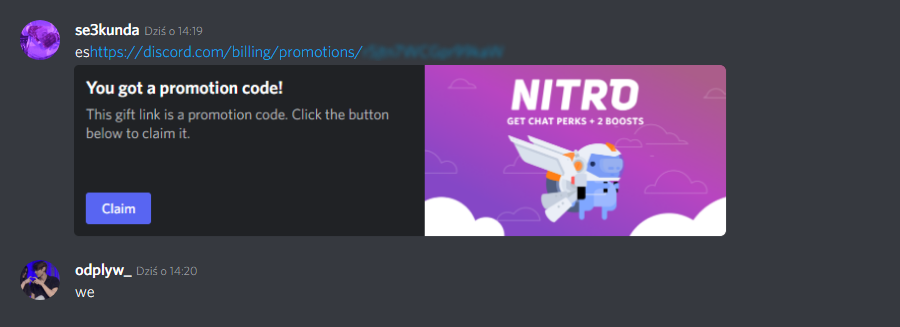 se3kunda Dziś o 14:19
eshttps://discord.com/billing/promotions/
You got a promotion code!
This gift link is a promotion code. Click the button
below to claim it.
Claim
NITRO
GET CHAT PERKS + 2 BOOSTS
odplyw_ Dziś o 14:20
we